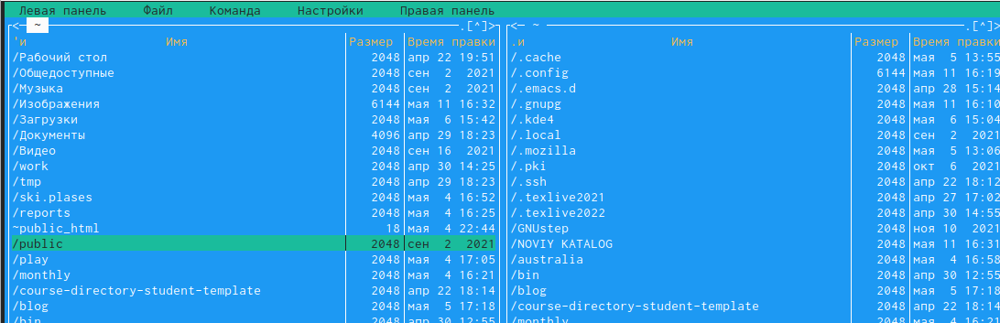 Левая панель Файл Команда Настройки Правая панель
<- ~ .[^]>
'и Имя Размер Время правки
/Рабочий стол 2048 апр 22 19:51
/Общедоступные 2048 сен 2 2021
/Музыка 2048 сен 2 2021
/Изображения 6144 мая 11 16:32
/Загрузки 2048 мая 6 15:42
/Документы 4096 апр 29 18:23
/Видео 2048 сен 16 2021
/work 2048 апр 30 14:25
/tmp 2048 апр 29 18:23
/ski.plases 2048 мая 4 16:52
/reports 2048 мая 4 16:25
~public_html 18 мая 4 22:44
/public 2048 сен 2 2021
/play 2048 мая 4 17:05
/monthly 2048 мая 4 16:21
/course-directory-student-template 2048 апр 22 18:14
/blog 2048 мая 5 17:18
/bin 2048 апр 30 12:55
<- ~ .[^]>
.и Имя Размер Время правки
/.cache 2048 мая 5 13:55
/.config 6144 мая 11 16:19
/.emacs.d 2048 апр 28 15:14
/.gnupg 2048 мая 11 16:10
/.kde4 2048 мая 6 15:04
/.local 2048 сен 2 2021
/.mozilla 2048 мая 5 13:06
/.pki 2048 окт 6 2021
/.ssh 2048 апр 22 18:12
/.texlive2021 2048 апр 27 17:02
/.texlive2022 2048 апр 30 14:55
/GNUstep 2048 ноя 10 2021
/NOVIY KATALOG 2048 мая 11 16:31
/australia 2048 мая 4 16:58
/bin 2048 апр 30 12:55
/blog 2048 мая 5 17:18
/course-directory-student-template 2048 апр 22 18:14
/monthly 2048 мая 4 16:21